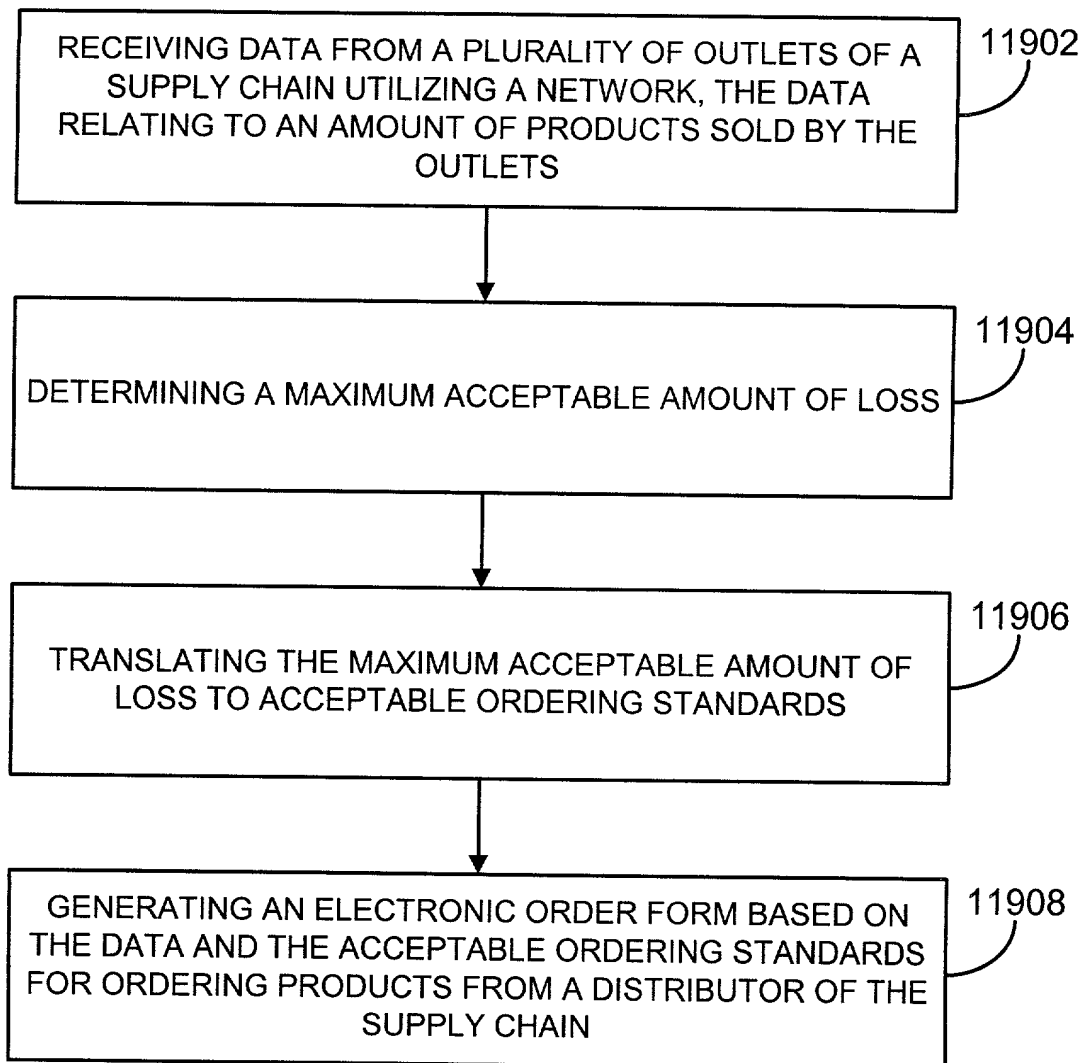 RECEIVING DATA FROM A PLURALITY OF OUTLETS OF A
SUPPLY CHAIN UTILIZING A NETWORK, THE DATA
RELATING TO AN AMOUNT OF PRODUCTS SOLD BY THE
OUTLETS
11902
DETERMINING A MAXIMUM ACCEPTABLE AMOUNT OF LOSS
11904
TRANSLATING THE MAXIMUM ACCEPTABLE AMOUNT OF
LOSS TO ACCEPTABLE ORDERING STANDARDS
11906
GENERATING AN ELECTRONIC ORDER FORM BASED ON
THE DATA AND THE ACCEPTABLE ORDERING STANDARDS
FOR ORDERING PRODUCTS FROM A DISTRIBUTOR OF THE
SUPPLY CHAIN
11908